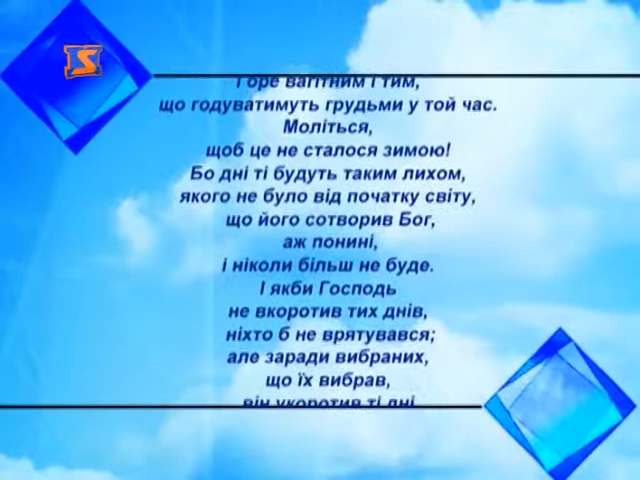 Горе вагітним і тим,
що годуватимуть грудьми у той час.
Моліться,
щоб це не сталося зимою!
Бо дні ті будуть таким лихом,
якого не було від початку світу,
що його сотворив Бог,
аж понині,
і ніколи більш не буде.
І якби Господь
не вкоротив тих днів,
ніхто б не врятувався;
але заради вибраних,
що їх вибрав,
він укоротив ті дні